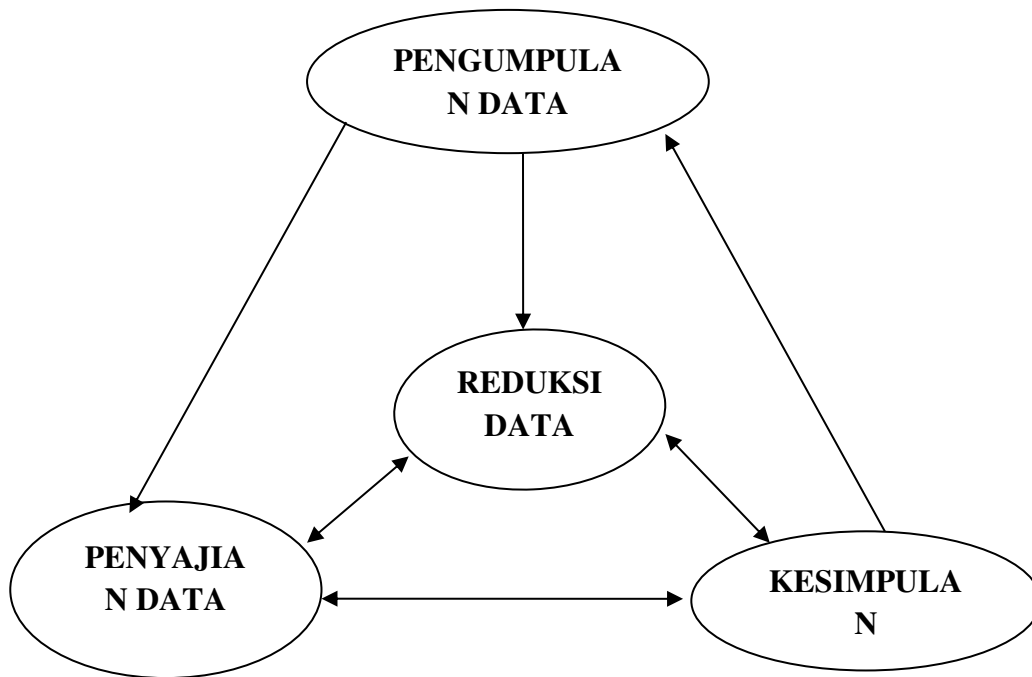 PENGUMPULA
N DATA
REDUKSI
DATA
PENYAJIA
N DATA
KESIMPULA
N